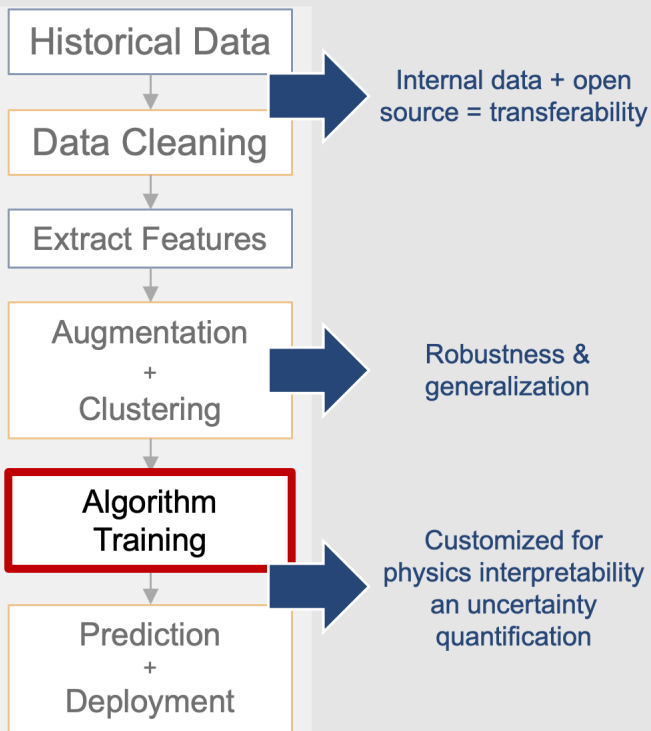 Historical Data
Internal data + open
source = transferability
Data Cleaning
Extract Features
Augmentation
+
Clustering
Robustness &
generalization
Algorithm
Training
Customized for
physics interpretability
an uncertainty
quantification
Prediction
+
Deployment